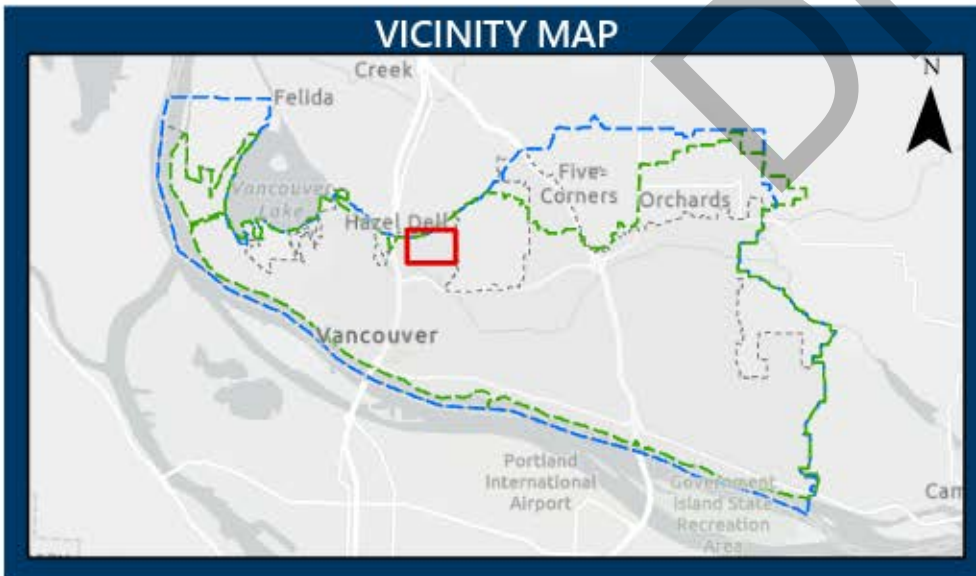 VICINITY MAP
Creek
N
Felida
Vancouver
Lake
Five
Corners
Orchards
Hazel Dell
Vancouver
Portland
International
Airport
Government
Island State
Recreation
Area
Cam